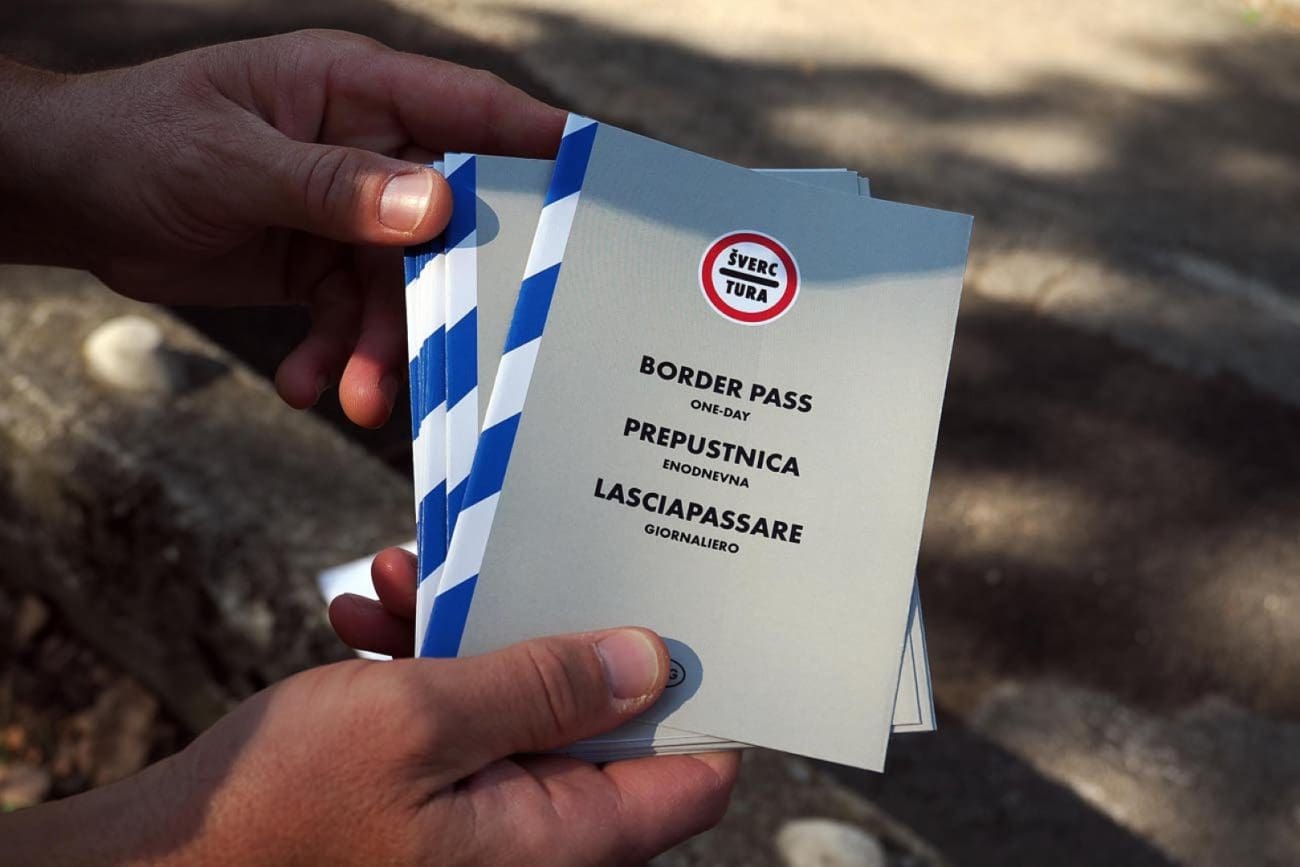 ŠVERC
TURA
BORDER PASS
ONE-DAY
PREPUSTNICA
ENODNEVNA
LASCIAPASSARE
GIORNALIERO